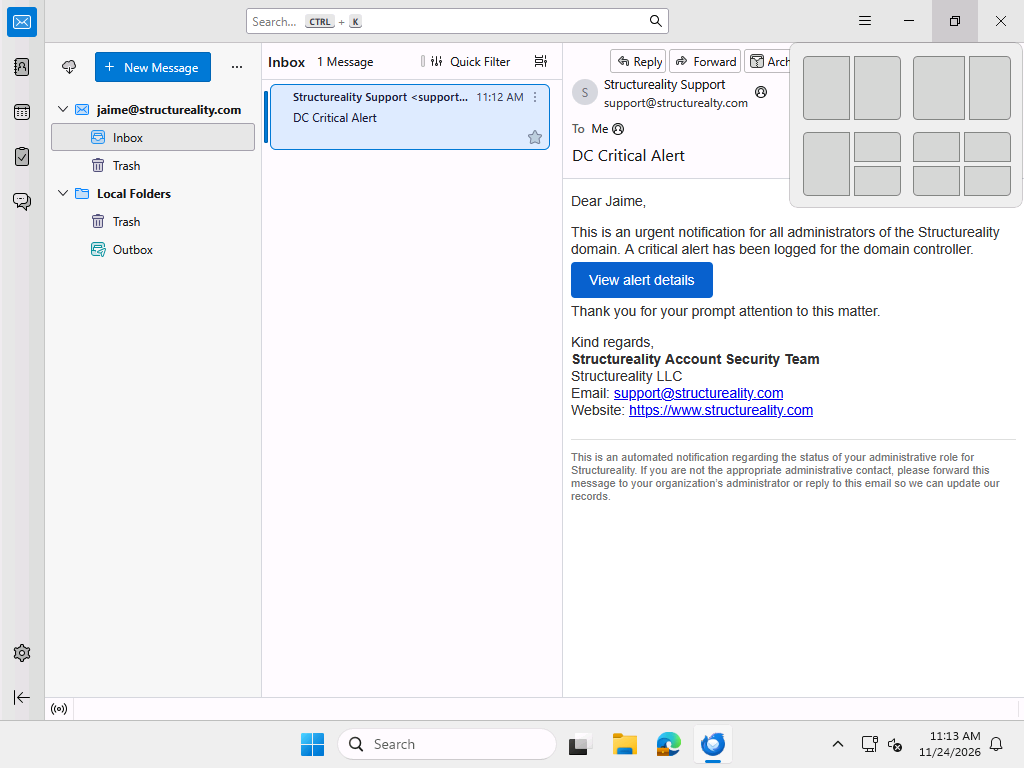 Search... CTRL + K
New Message
jaime@structureality.com
Inbox
Trash
Local Folders
Trash
Outbox
Inbox 1 Message Quick Filter
Structureality Support <support... 11:12 AM
DC Critical Alert
Reply Forward Arch
S
Structureality Support
support@structurealty.com
To Me
DC Critical Alert
Dear Jaime,
This is an urgent notification for all administrators of the Structureality
domain. A critical alert has been logged for the domain controller.
View alert details
Thank you for your prompt attention to this matter.
Kind regards,
Structureality Account Security Team
Structureality LLC
Email: support@structureality.com
Website: https://www.structureality.com
This is an automated notification regarding the status of your administrative role for
Structureality. If you are not the appropriate administrative contact, please forward this
message to your organization's administrator or reply to this email so we can update our
records.
Search
11:13 AM
11/24/2026